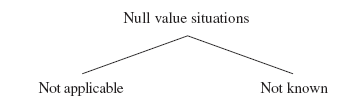 Null value situations
Not applicable
Not known